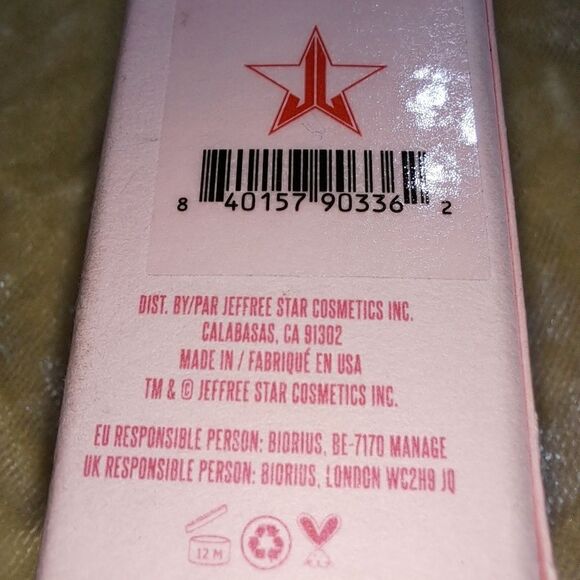 8 40157 90336 2
DIST. BY/PAR JEFFREE STAR COSMETICS INC.
CALABASAS, CA 91302
MADE IN / FABRIQUÉ EN USA
TM & © JEFFREE STAR COSMETICS INC.
EU RESPONSIBLE PERSON: BIORIUS, BE-7170 MANAGE
UK RESPONSIBLE PERSON: BIORIUS, LONDON WC2H9 JQ
12 M